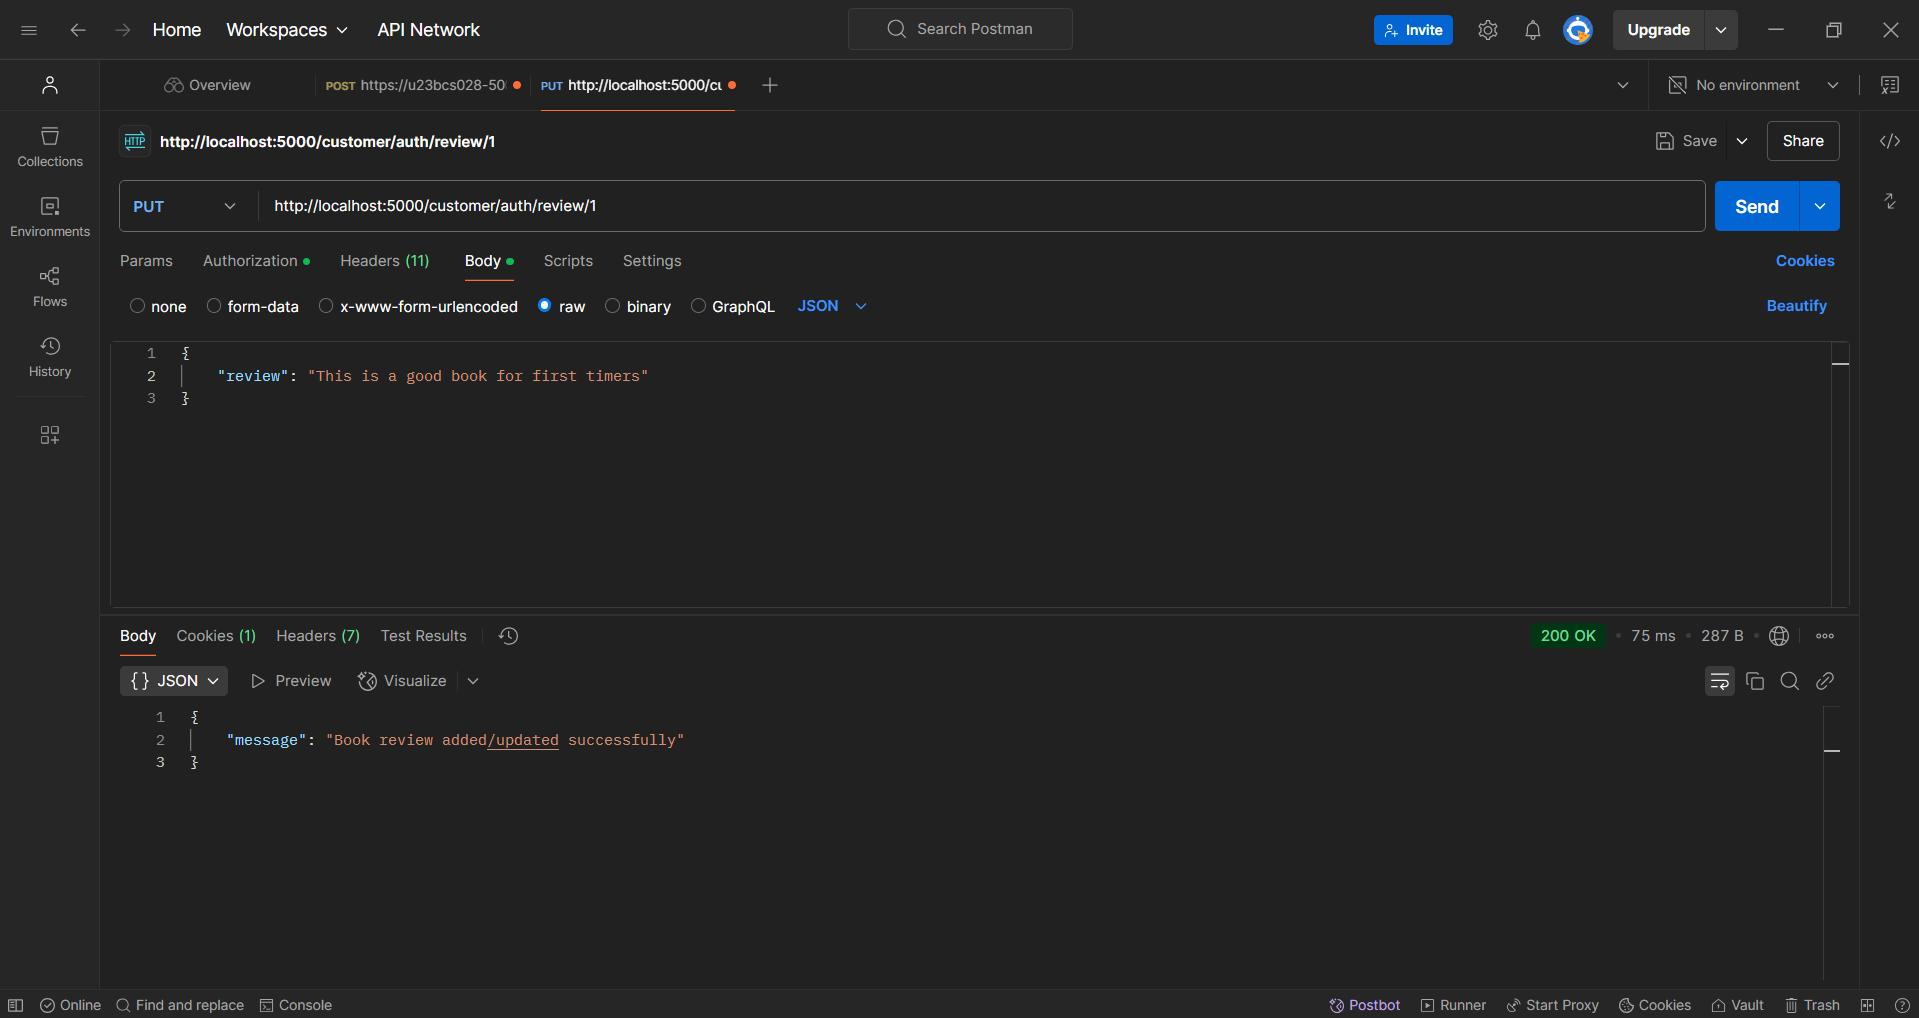 Home Workspaces API Network Search Postman Invite Upgrade
Overview POST https://u23bcs028-50 PUT http://localhost:5000/cu No environment
HTTP http://localhost:5000/customer/auth/review/1 Save Share
Collections
Environments
Flows
History
PUT http://localhost:5000/customer/auth/review/1 Send
Params Authorization Headers (11) Body Scripts Settings Cookies
none form-data x-www-form-urlencoded raw binary GraphQL JSON Beautify
1 {
2 "review": "This is a good book for first timers"
3 }
Body Cookies (1) Headers (7) Test Results 200 OK • 75 ms • 287 B
{} JSON Preview Visualize
1 {
2 "message": "Book review added/updated successfully"
3 }
Online Find and replace Console Postbot Runner Start Proxy Cookies Vault Trash